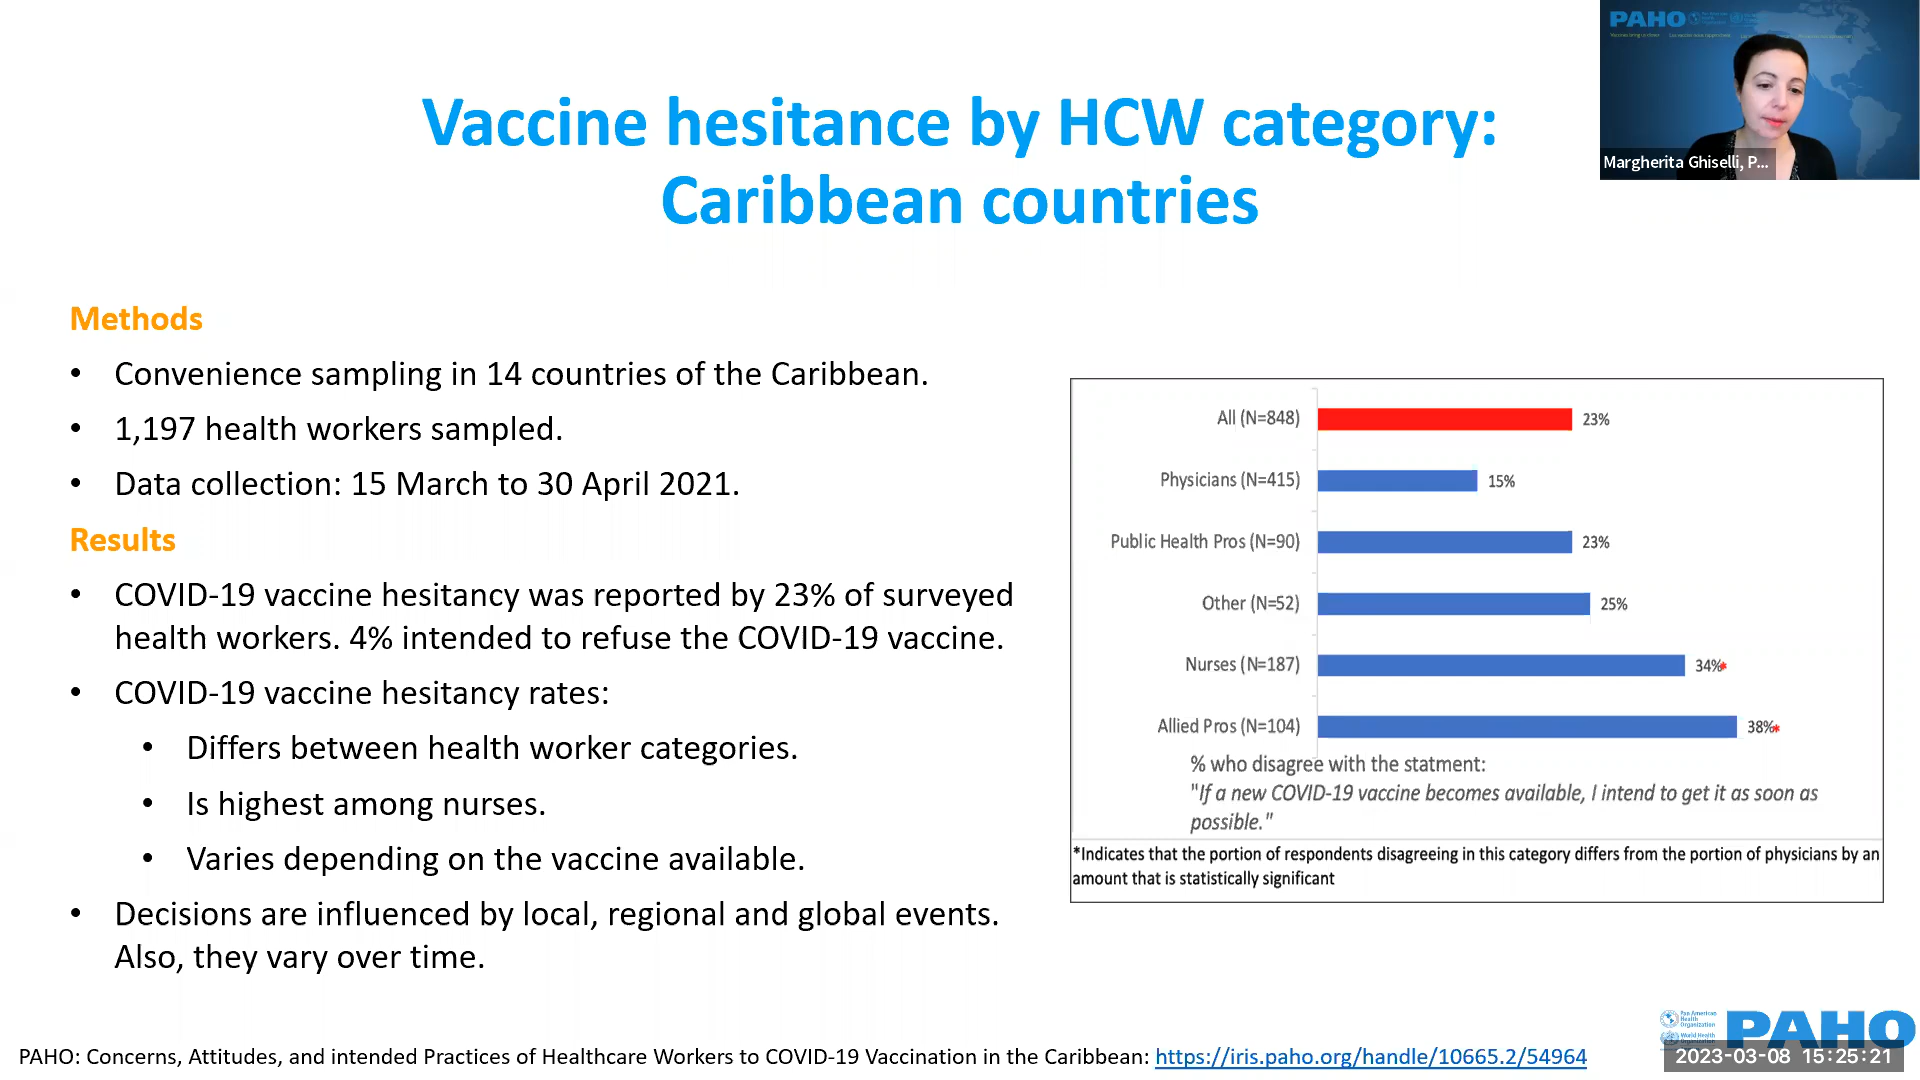 PAHO
Vaccine hesitance by HCW category:
Caribbean countries
Margherita Ghiselli, P...
Methods
• Convenience sampling in 14 countries of the Caribbean.
• 1,197 health workers sampled.
• Data collection: 15 March to 30 April 2021.
Results
• COVID-19 vaccine hesitancy was reported by 23% of surveyed
health workers. 4% intended to refuse the COVID-19 vaccine.
• COVID-19 vaccine hesitancy rates:
• Differs between health worker categories.
• Is highest among nurses.
• Varies depending on the vaccine available.
• Decisions are influenced by local, regional and global events.
Also, they vary over time.
All (N=848) 23%
Physicians (N=415) 15%
Public Health Pros (N=90) 23%
Other (N=52) 25%
Nurses (N=187) 34%*
Allied Pros (N=104) 38%*
% who disagree with the statment:
"If a new COVID-19 vaccine becomes available, I intend to get it as soon as
possible."
*Indicates that the portion of respondents disagreeing in this category differs from the portion of physicians by an
amount that is statistically significant
Pan American
Health
Organization
World Health
Organization
PAHO
PAHO: Concerns, Attitudes, and intended Practices of Healthcare Workers to COVID-19 Vaccination in the Caribbean: https://iris.paho.org/handle/10665.2/54964
2023-03-08 15:25:21